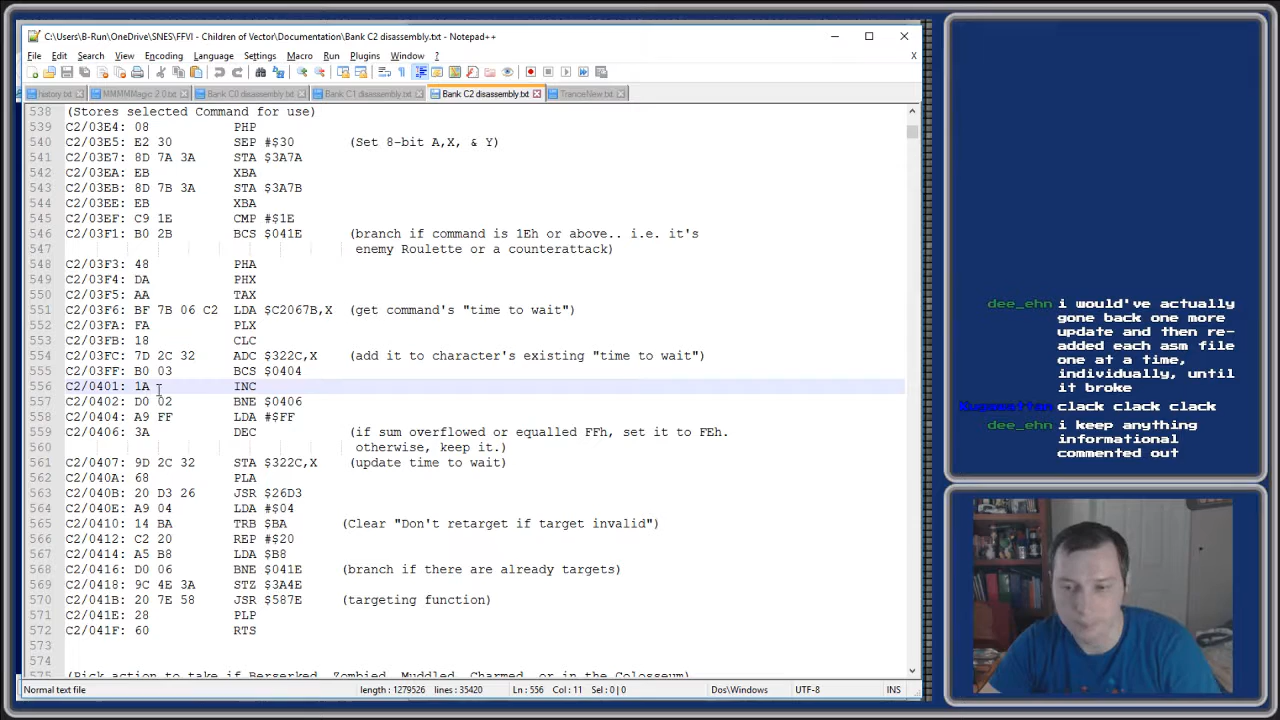 C:\Users\B-Run\OneDrive\SNES\FFVI - Children of Vector\Documentation\Bank C2 disassembly.txt - Notepad++
File Edit Search View Encoding Language Settings Macro Run Plugins Window ? X
history.txt MMMMMagic 2.0.txt Bank C0 disassembly.txt Bank C1 disassembly.txt Bank C2 disassembly.txt TranceNew.txt
538 (Stores selected Command for use)
539 C2/03E4: 08 PHP
540 C2/03E5: E2 30 SEP #$30 (Set 8-bit A,X, & Y)
541 C2/03E7: 8D 7A 3A STA $3A7A
542 C2/03EA: EB XBA
543 C2/03EB: 8D 7B 3A STA $3A7B
544 C2/03EE: EB XBA
545 C2/03EF: C9 1E CMP #$1E
546 C2/03F1: B0 2B BCS $041E (branch if command is 1Eh or above.. i.e. it's
547 enemy Roulette or a counterattack)
548 C2/03F3: 48 PHA
549 C2/03F4: DA PHX
550 C2/03F5: AA TAX
551 C2/03F6: BF 7B 06 C2 LDA $C2067B,X (get command's "time to wait")
552 C2/03FA: FA PLX
553 C2/03FB: 18 CLC
554 C2/03FC: 7D 2C 32 ADC $322C,X (add it to character's existing "time to wait")
555 C2/03FF: B0 03 BCS $0404
556 C2/0401: 1A INC
557 C2/0402: D0 02 BNE $0406
558 C2/0404: A9 FF LDA #$FF
559 C2/0406: 3A DEC (if sum overflowed or equalled FFh, set it to FEh.
560 otherwise, keep it.)
561 C2/0407: 9D 2C 32 STA $322C,X (update time to wait)
562 C2/040A: 68 PLA
563 C2/040B: 20 D3 26 JSR $26D3
564 C2/040E: A9 04 LDA #$04
565 C2/0410: 14 BA TRB $BA (Clear "Don't retarget if target invalid")
566 C2/0412: C2 20 REP #$20
567 C2/0414: A5 B8 LDA $B8
568 C2/0416: D0 06 BNE $041E (branch if there are already targets)
569 C2/0418: 9C 4E 3A STZ $3A4E
570 C2/041B: 20 7E 58 JSR $587E (targeting function)
571 C2/041E: 28 PLP
572 C2/041F: 60 RTS
573
574
575 (Pick action to take if Berserked, Zombied, Muddled, Charmed, or in the Colosseum)
Normal text file length : 1279526 lines : 35420 Ln : 556 Col : 11 Sel : 0 | 0 Dos\Windows UTF-8 INS
dee_ehn i would've actually
gone back one more
update and then re-
added each asm file
one at a time,
individually, until
it broke
clack clack clack
dee_ehn i keep anything
informational
commented out